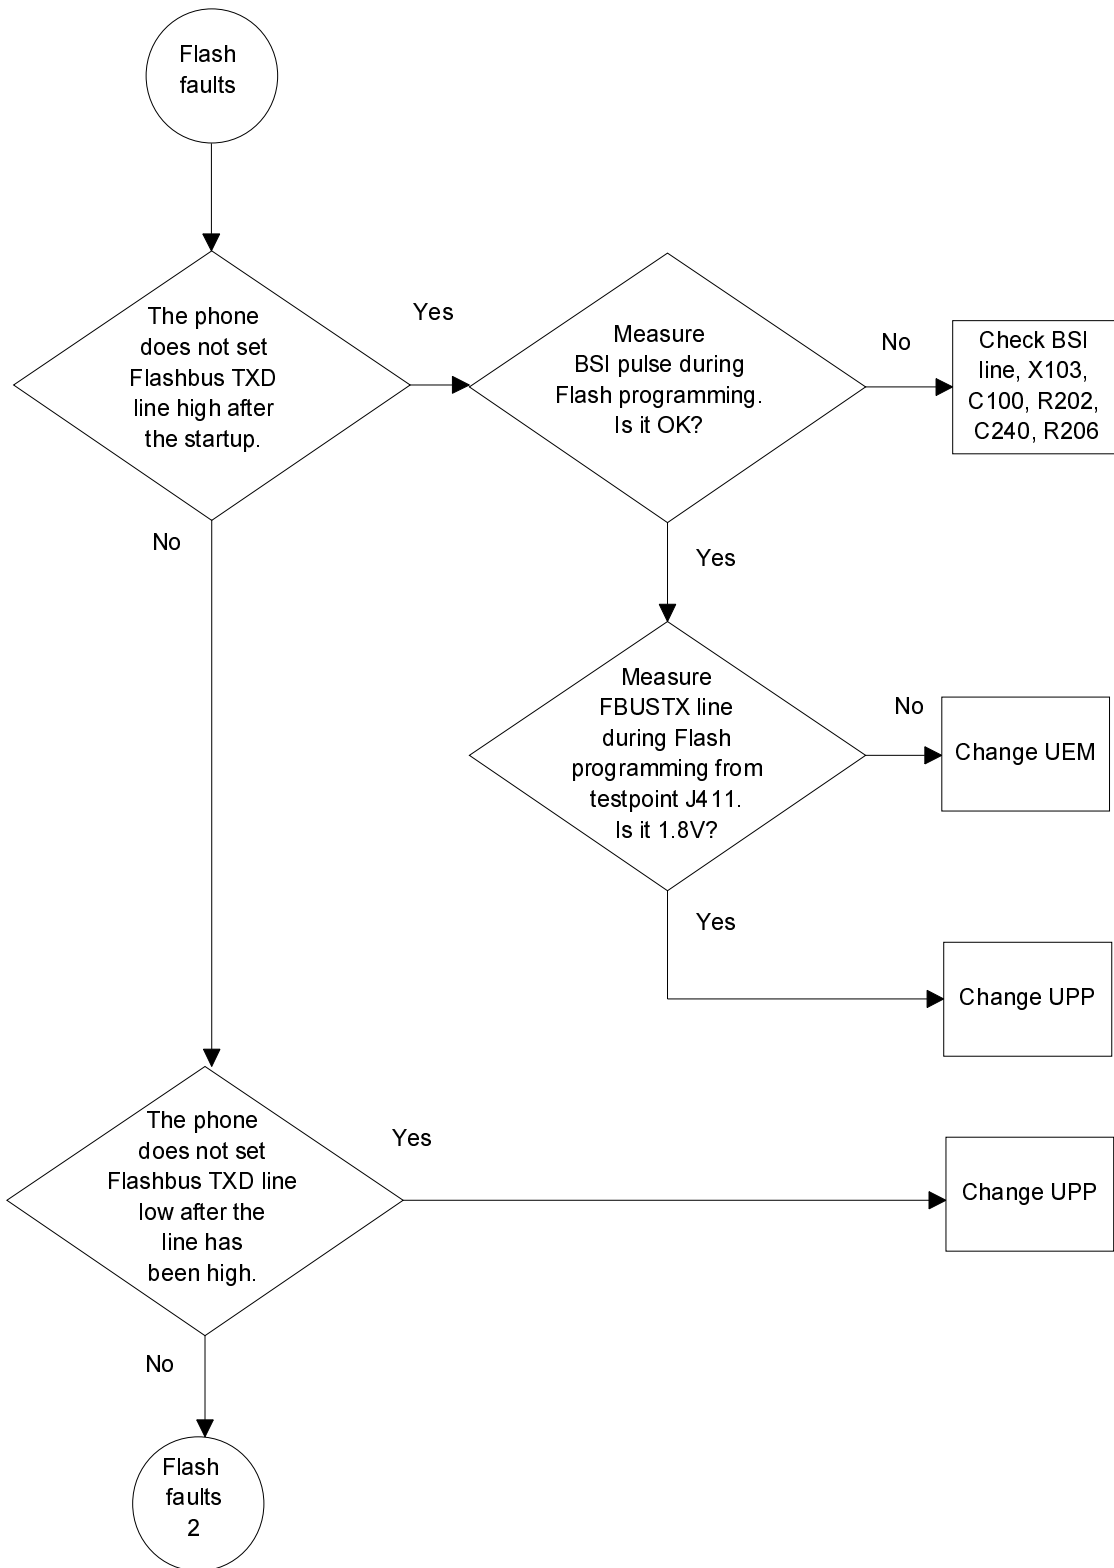 Flash
faults
The phone
does not set
Flashbus TXD
line high after
the startup.
Yes
Measure
BSI pulse during
Flash programming.
Is it OK?
No
Check BSI
line, X103,
C100, R202,
C240, R206
No
Yes
Measure
FBUSTX line
during Flash
programming from
testpoint J411.
Is it 1.8V?
No
Change UEM
Yes
Change UPP
The phone
does not set
Flashbus TXD line
low after the
line has
been high.
Yes
Change UPP
No
Flash
faults
2